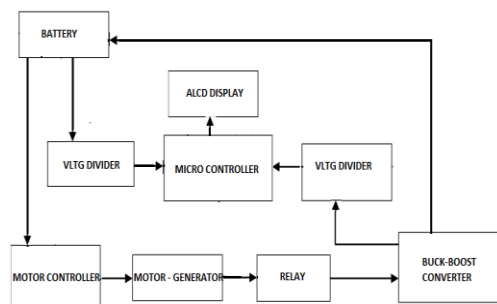 BATTERY
ALCD DISPLAY
VLTG DIVIDER
MICRO CONTROLLER
VLTG DIVIDER
MOTOR CONTROLLER
MOTOR - GENERATOR
RELAY
BUCK-BOOST
CONVERTER